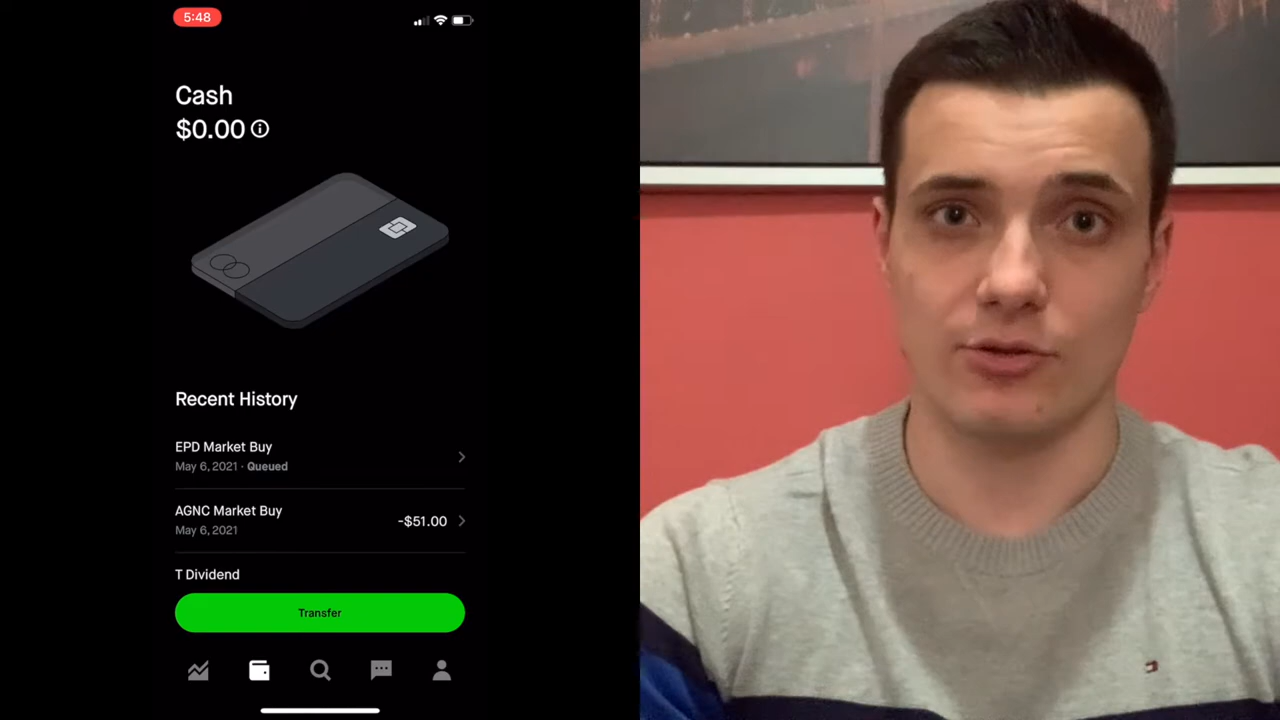 5:48
Cash
$0.00
Recent History
EPD Market Buy
May 6, 2021 · Queued
AGNC Market Buy
-$51.00
May 6, 2021
T Dividend
Transfer